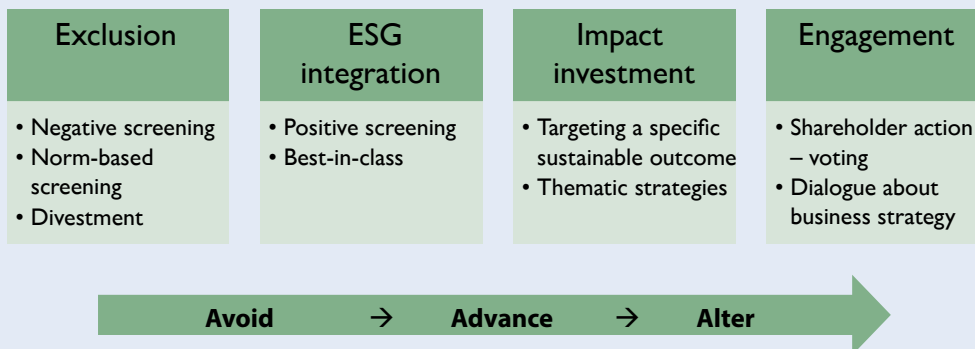 Exclusion
• Negative screening
• Norm-based
screening
• Divestment
ESG
integration
• Positive screening
• Best-in-class
Impact
investment
• Targeting a specific
sustainable outcome
• Thematic strategies
Engagement
• Shareholder action
– voting
• Dialogue about
business strategy
Avoid → Advance → Alter